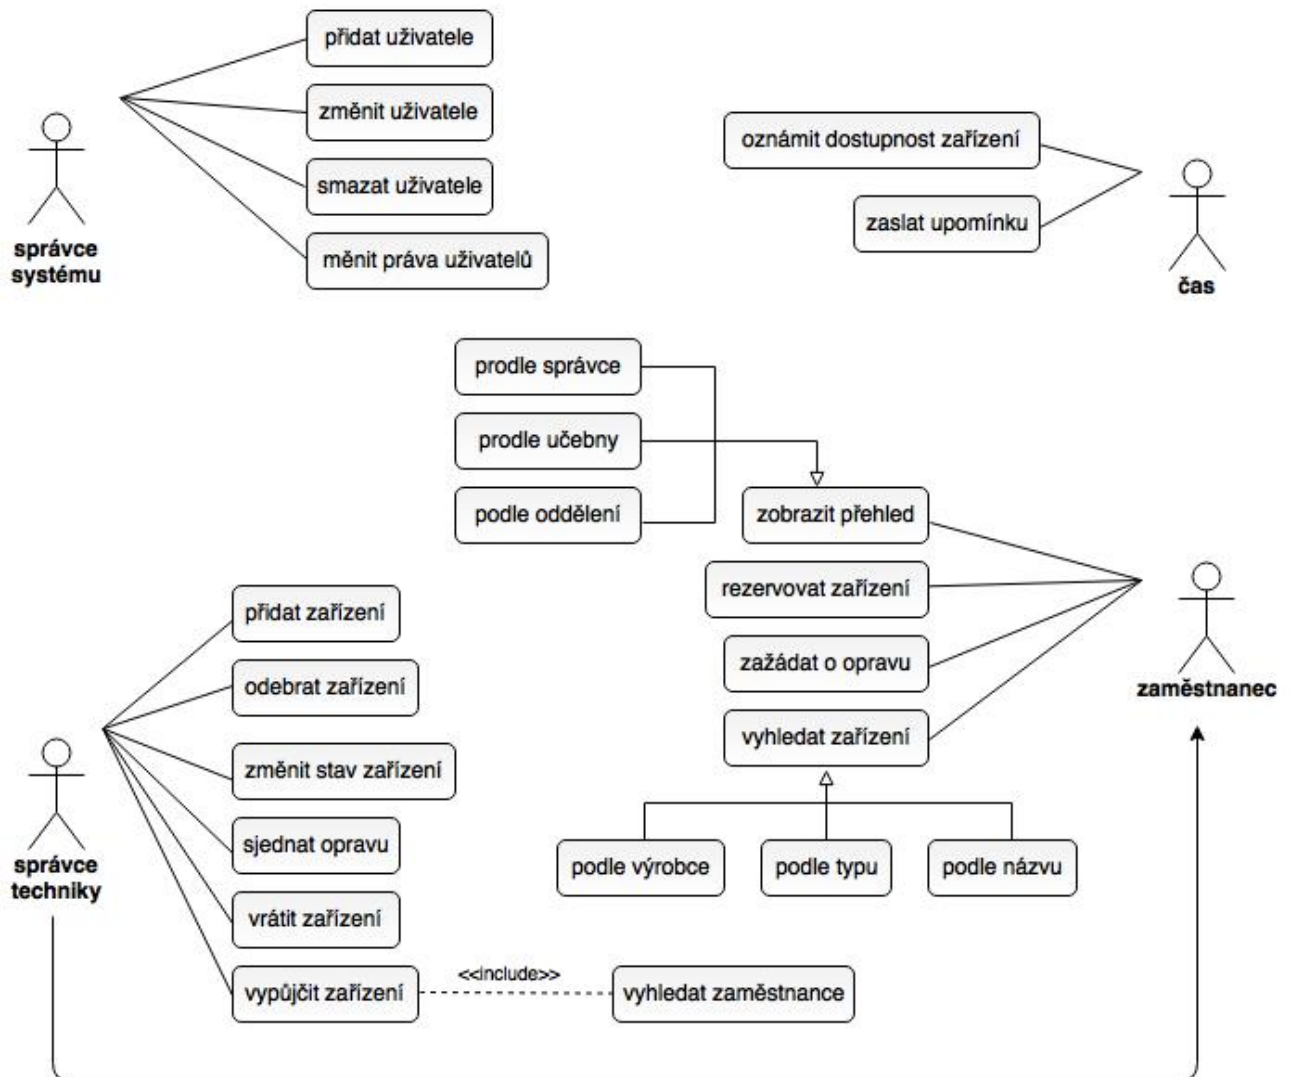 přidat uživatele
změnit uživatele
smazat uživatele
měnit práva uživatelů
správce
systému
oznámit dostupnost zařízení
zaslat upomínku
čas
prodle správce
prodle učebny
podle oddělení
zobrazit přehled
rezervovat zařízení
zažádat o opravu
vyhledat zařízení
zaměstnanec
podle výrobce
podle typu
podle názvu
přidat zařízení
odebrat zařízení
změnit stav zařízení
sjednat opravu
vrátit zařízení
vypůjčit zařízení
správce
techniky
<<include>>
vyhledat zaměstnance